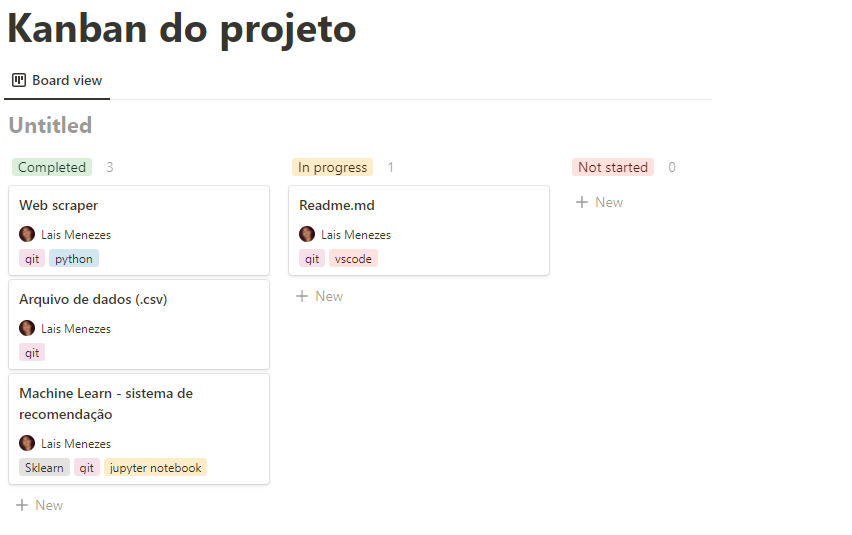 Kanban do projeto
Board view
Untitled
Completed 3
Web scraper
Lais Menezes
git python
Arquivo de dados (.csv)
Lais Menezes
git
Machine Learn - sistema de
recomendação
Lais Menezes
Sklearn git jupyter notebook
+ New
In progress 1
Readme.md
Lais Menezes
git vscode
+ New
Not started 0
+ New